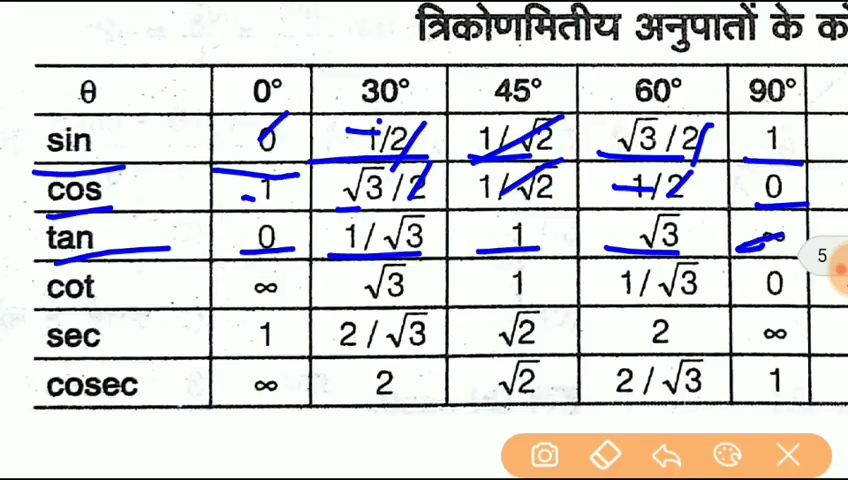 त्रिकोणमितीय अनुपातों के
θ 0° 30° 45° 60° 90°
sin 0 1/2 1/√2 √3/2 1
cos 1 √3/2 1/√2 1/2 0
tan 0 1/√3 1 √3 ∞
5
cot ∞ √3 1 1/√3 0
sec 1 2/√3 √2 2 ∞
cosec ∞ 2 √2 2/√3 1